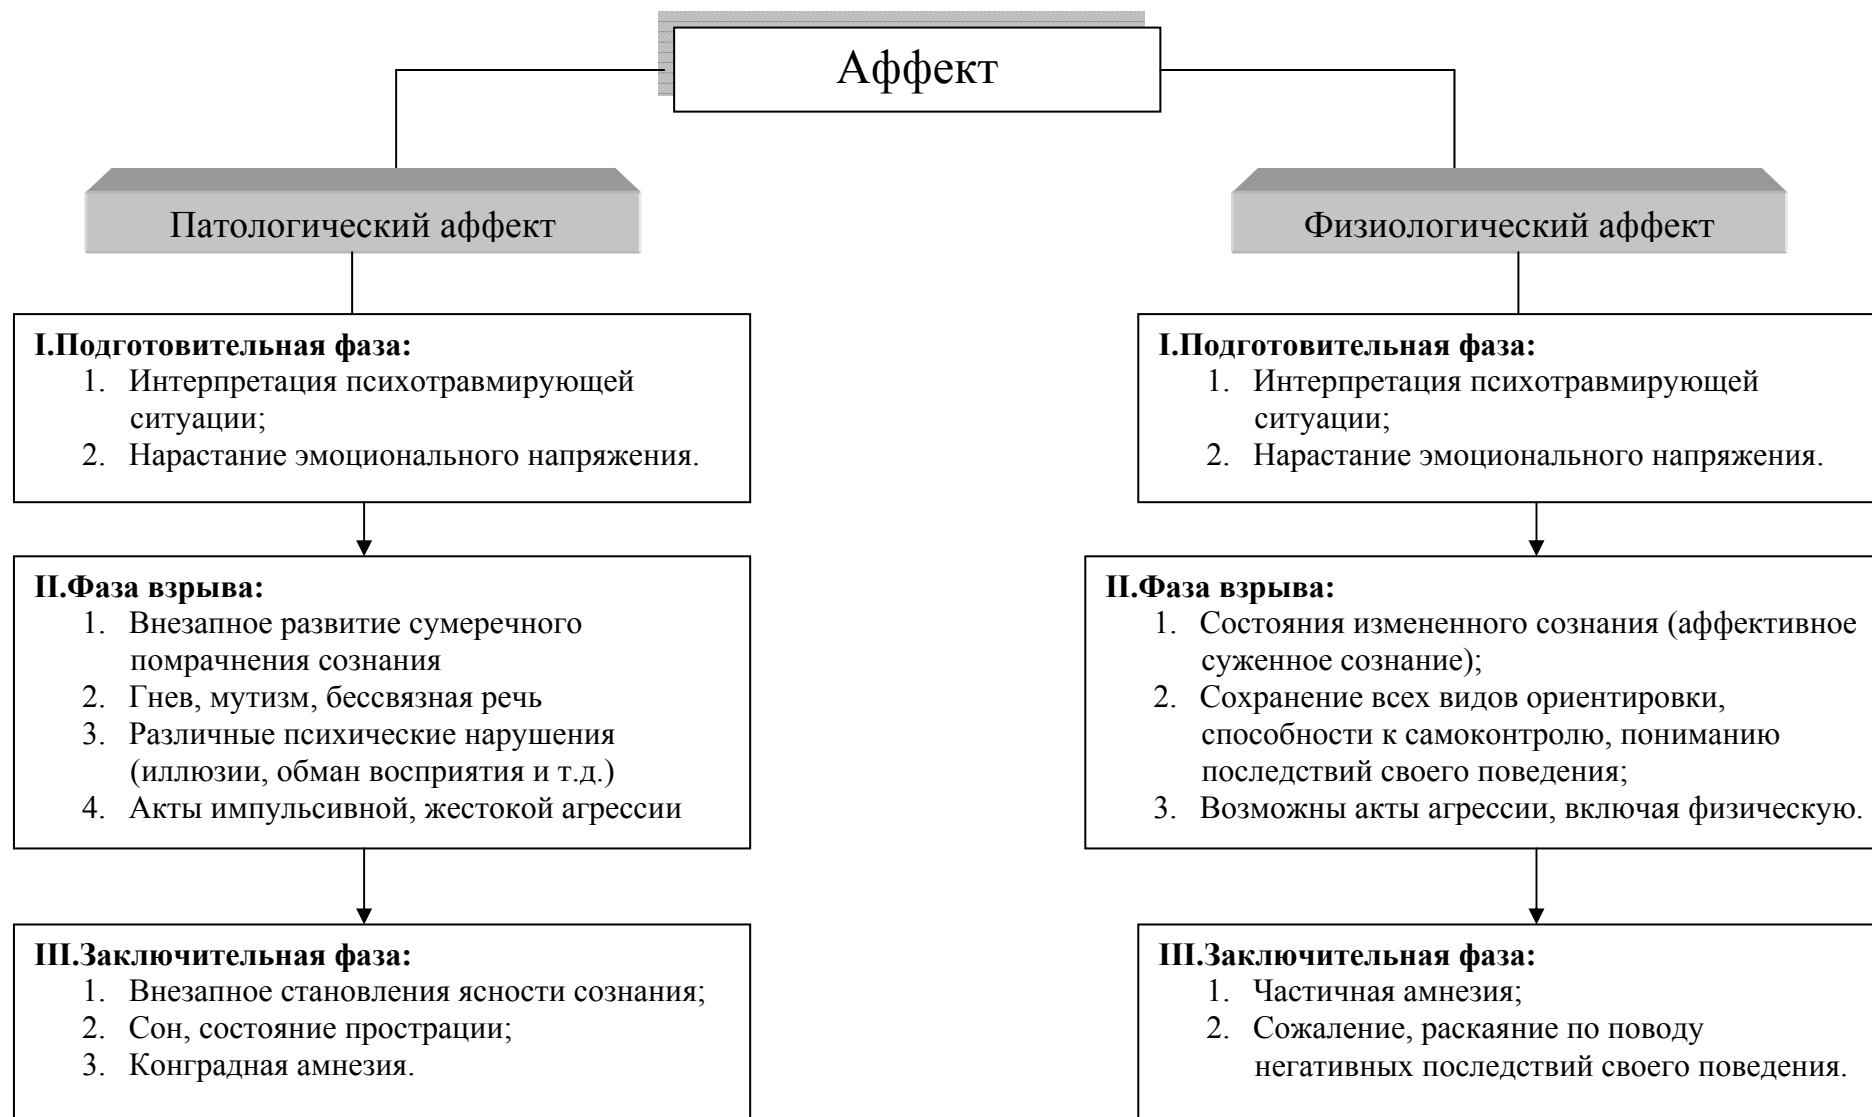 Аффект
Патологический аффект
I.Подготовительная фаза:
1. Интерпретация психотравмирующей
ситуации;
2. Нарастание эмоционального напряжения.
II.Фаза взрыва:
1. Внезапное развитие сумеречного
помрачнения сознания
2. Гнев, мутизм, бессвязная речь
3. Различные психические нарушения
(иллюзии, обман восприятия и т.д.)
4. Акты импульсивной, жестокой агрессии
III.Заключительная фаза:
1. Внезапное становления ясности сознания;
2. Сон, состояние прострации;
3. Конградная амнезия.
Физиологический аффект
I.Подготовительная фаза:
1. Интерпретация психотравмирующей
ситуации;
2. Нарастание эмоционального напряжения.
II.Фаза взрыва:
1. Состояния измененного сознания (аффективное
суженное сознание);
2. Сохранение всех видов ориентировки,
способности к самоконтролю, пониманию
последствий своего поведения;
3. Возможны акты агрессии, включая физическую.
III.Заключительная фаза:
1. Частичная амнезия;
2. Сожаление, раскаяние по поводу
негативных последствий своего поведения.